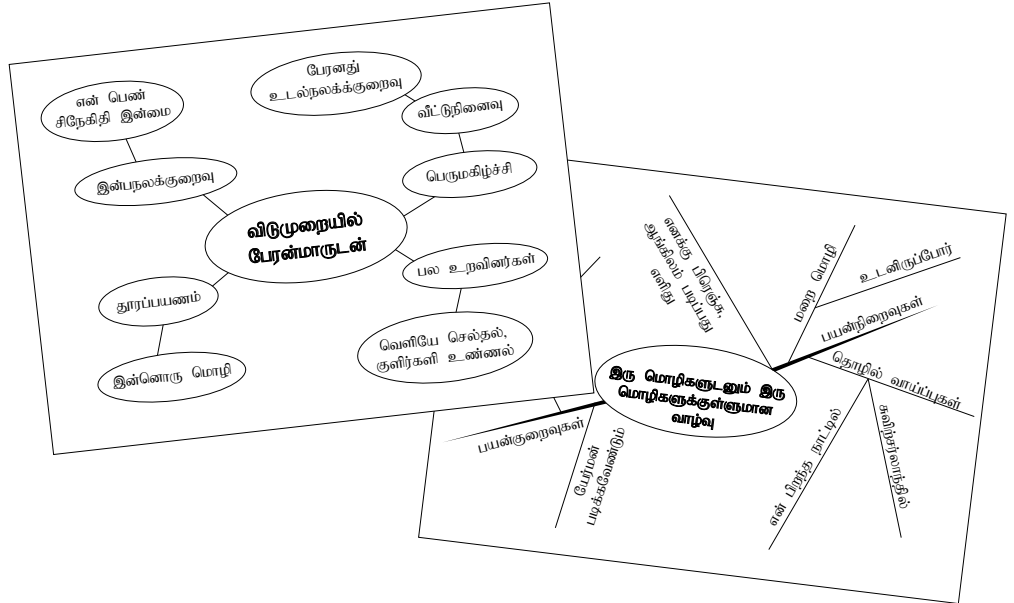 பேரனது
உடல்நலக்குறைவு
என் பெண்
சிநேகிதி இன்மை
வீட்டுநினைவு
இன்பநலக்குறைவு
பெருமகிழ்ச்சி
விடுமுறையில்
பேரன்மாருடன்
பல உறவினர்கள்
தூரப்பயணம்
வெளியே செல்தல்,
குளிர்களி உண்ணல்
இன்னொரு மொழி
எனக்கு பிரெஞ்சு,
ஆங்கிலம் படிப்பது
எளிது
மறை மொழி
உடனிருப்போர்
பயன்நிறைவுகள்
தொழில் வாய்ப்புகள்
இரு மொழிகளுடனும் இரு
மொழிகளுக்குள்ளுமான
வாழ்வு
பயன்குறைவுகள்
யேர்மன்
படிக்கவேண்டும்
என் பிறந்த நாட்டில்
சுவிற்சர்லாந்தில்